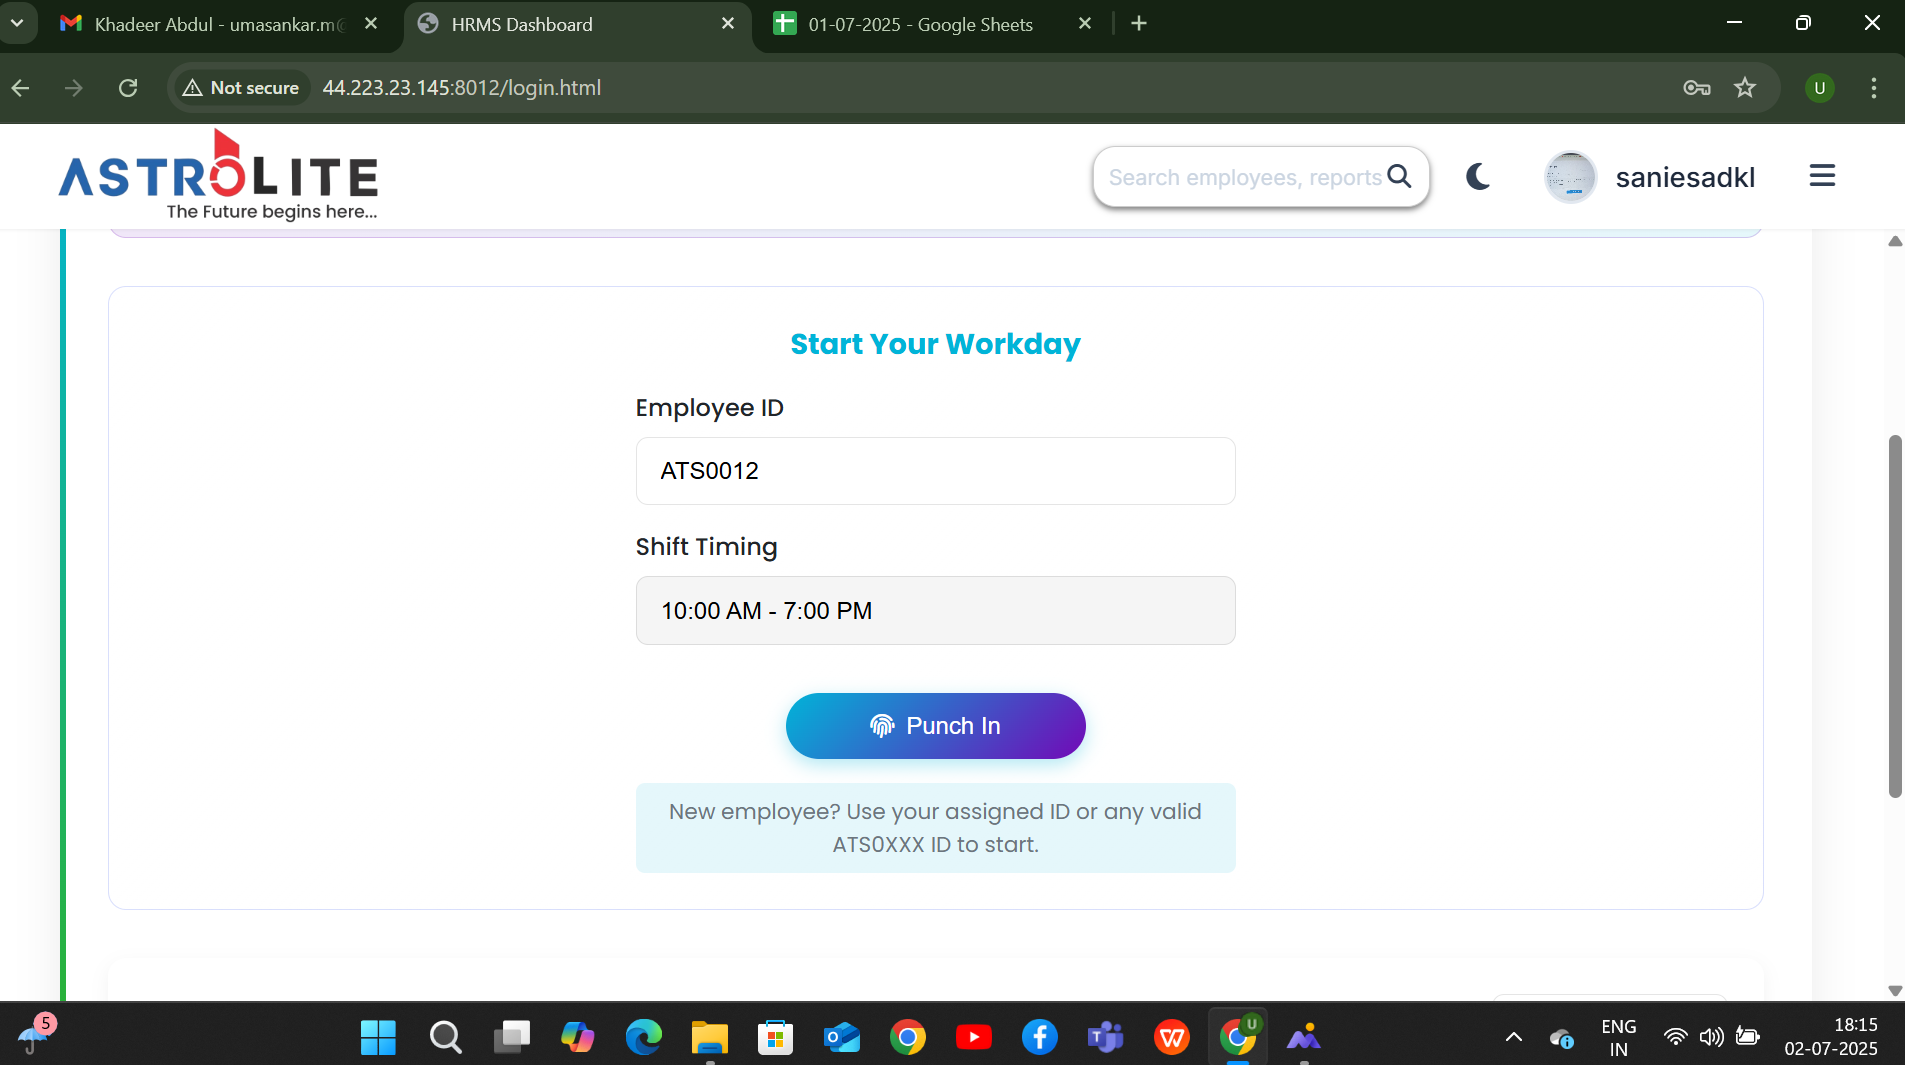 Khadeer Abdul - umasankar.m@
HRMS Dashboard
01-07-2025 - Google Sheets
Not secure
44.223.23.145:8012/login.html
U
ASTROLITE
The Future begins here...
Search employees, reports
saniesadkl
Start Your Workday
Employee ID
ATS0012
Shift Timing
10:00 AM - 7:00 PM
Punch In
New employee? Use your assigned ID or any valid
ATS0XXX ID to start.
5
U
ENG
IN
18:15
02-07-2025